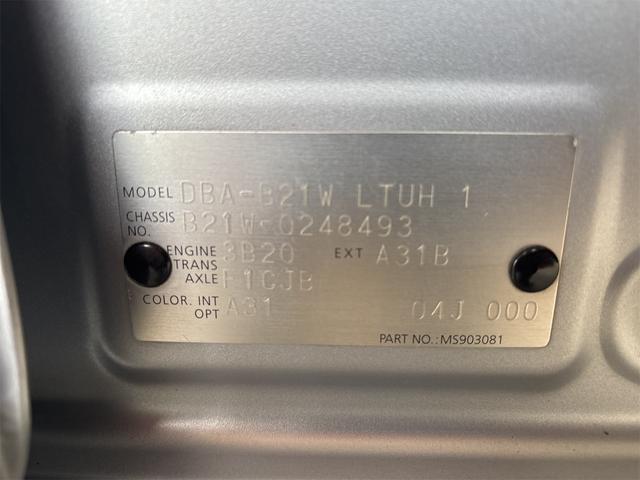 MODEL DBA-B21W LTUH 1
CHASSIS NO. B21W-0248493
ENGINE 3B20 EXT A31B
TRANS AXLE F1CJB
COLOR. INT A31
OPT 04J 000
PART NO.:MS903081